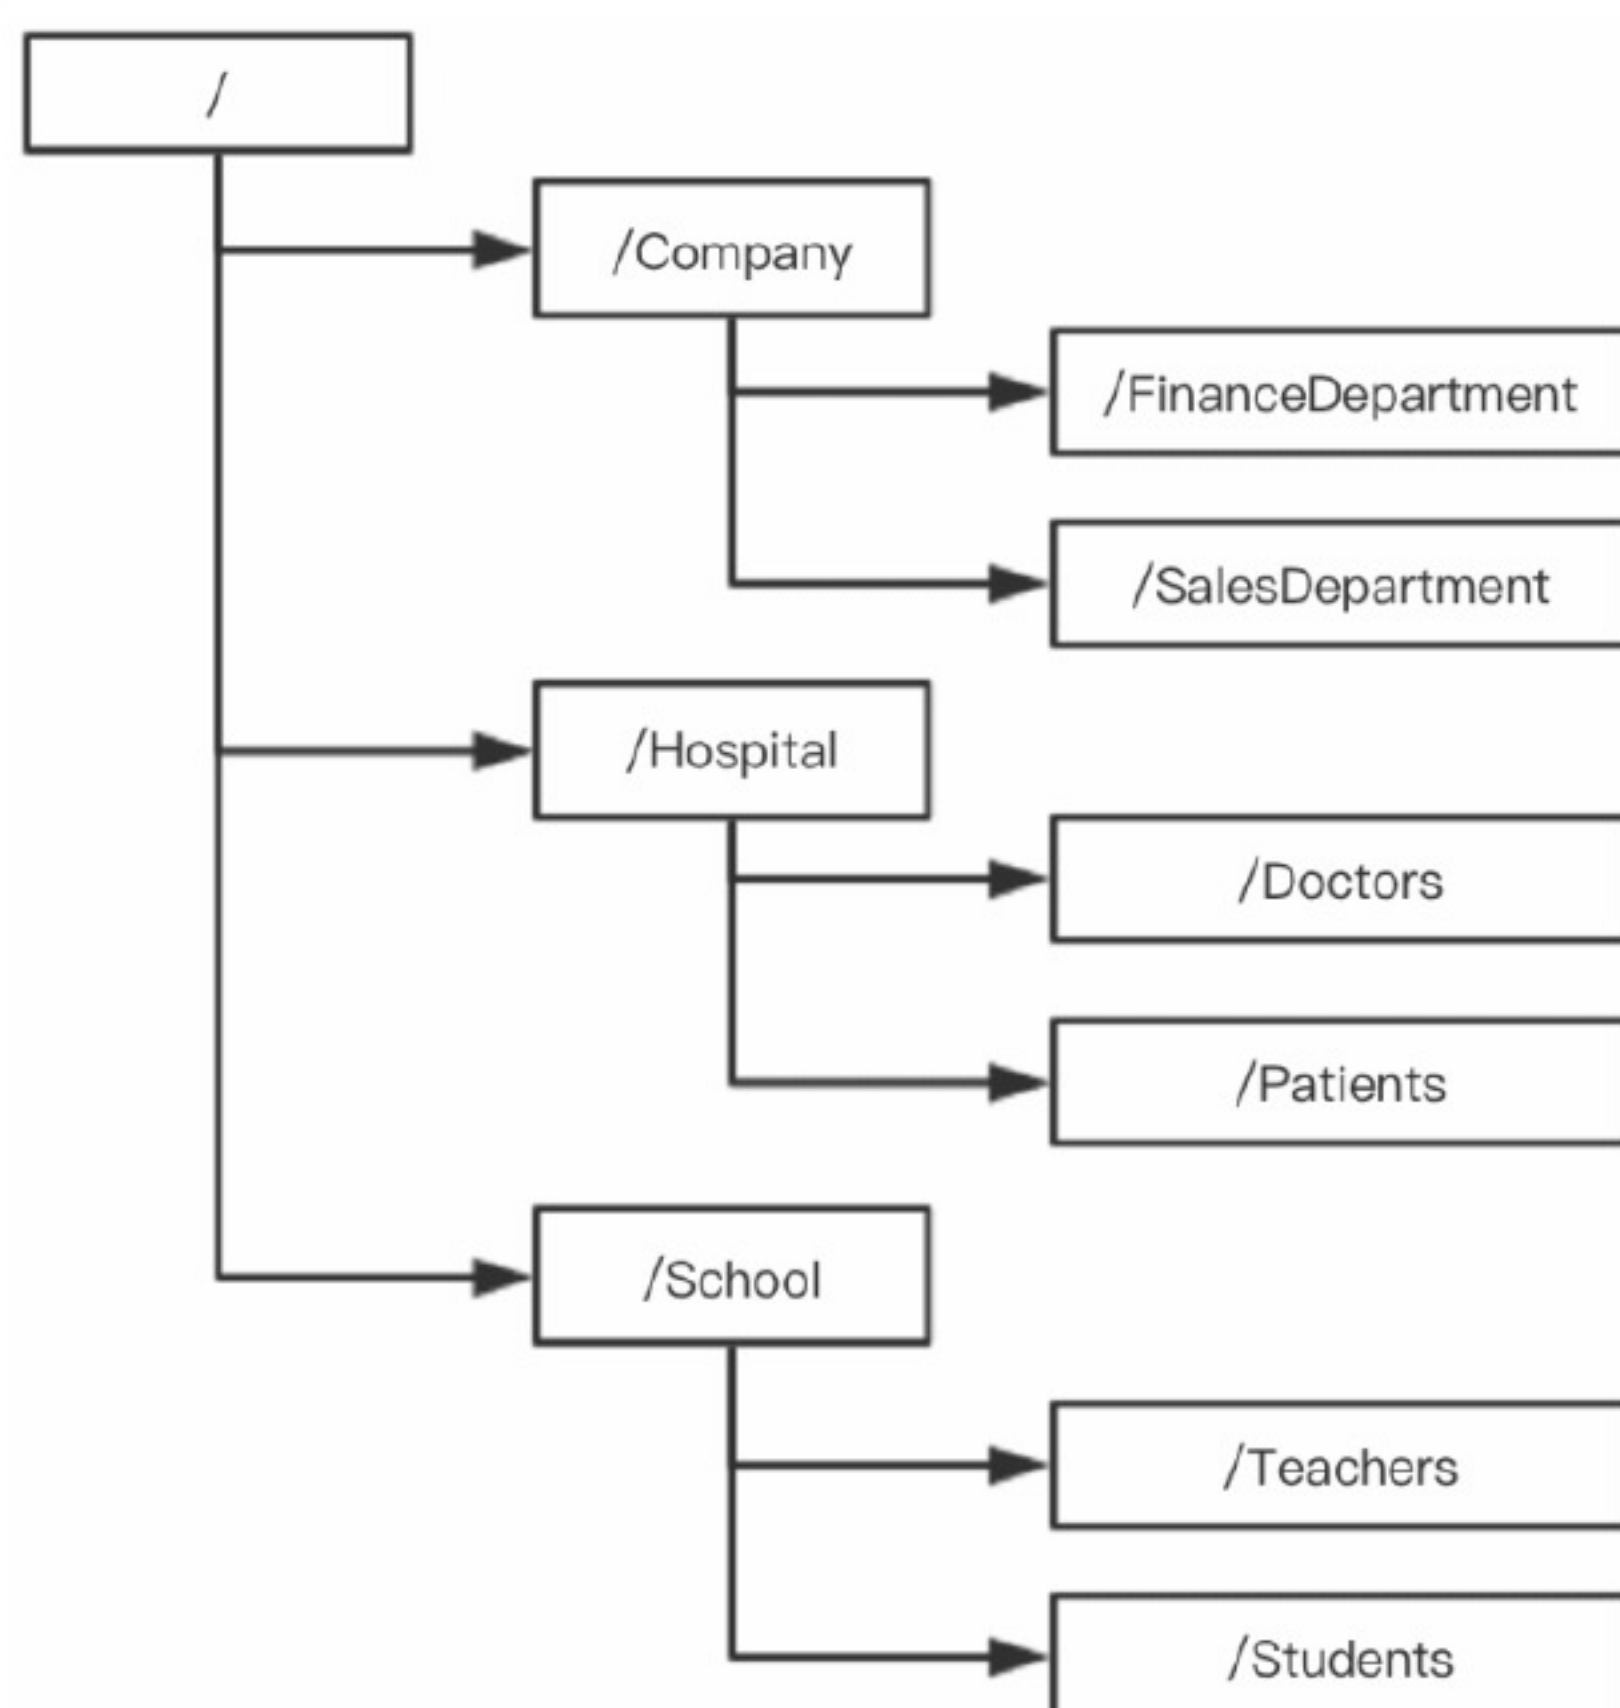 /
/Company
/FinanceDepartment
/SalesDepartment
/Hospital
/Doctors
/Patients
/School
/Teachers
/Students